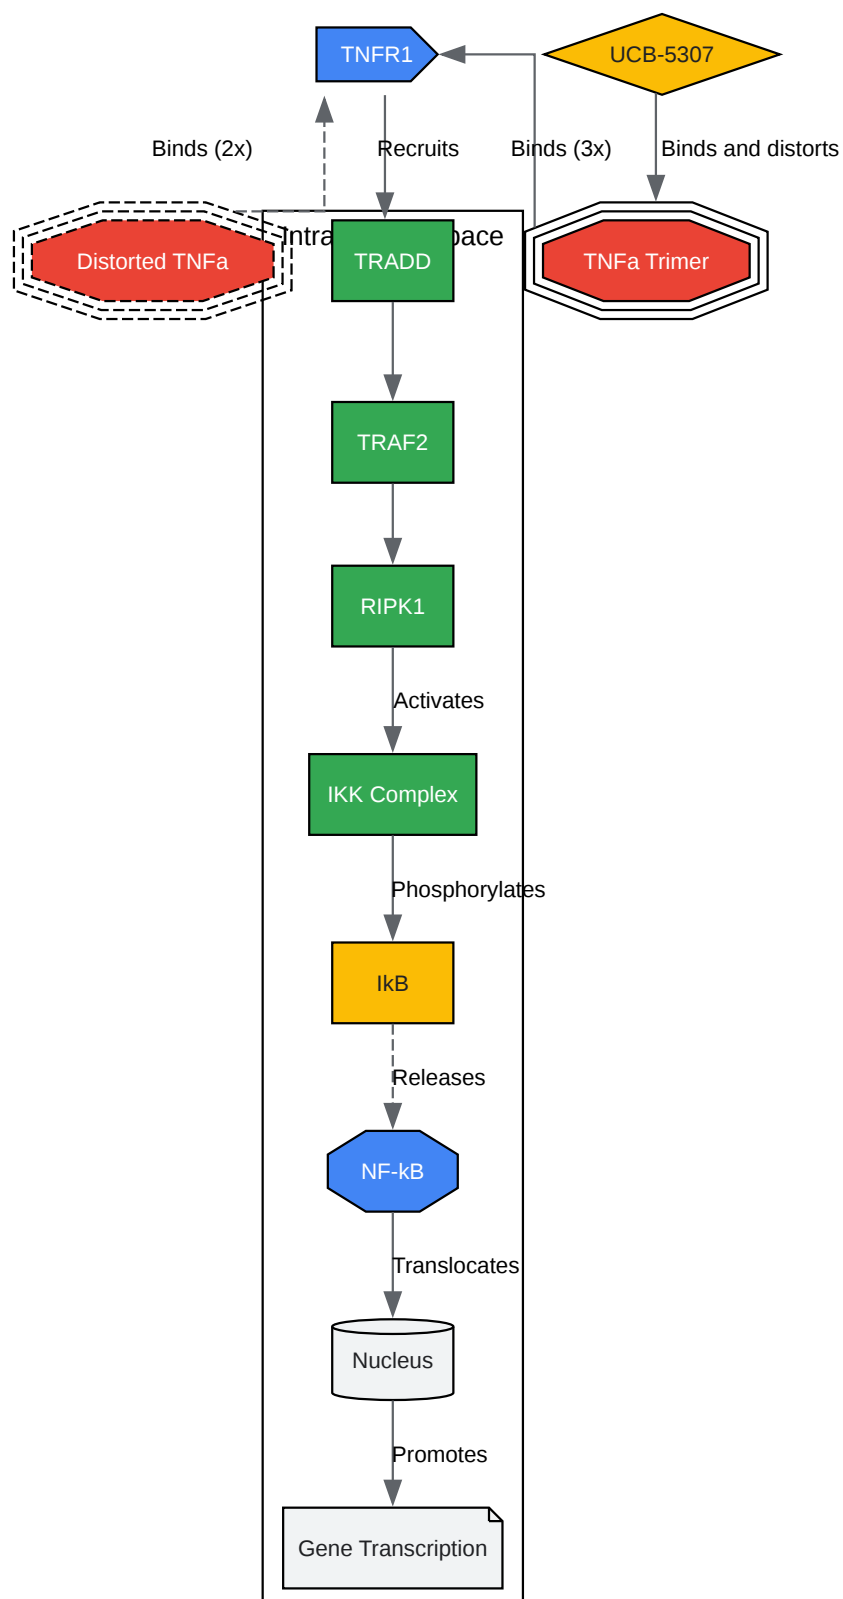 TNFR1
UCB-5307
Binds (2x)
Recruits
Binds (3x)
Binds and distorts
Distorted TNFa
TRADD
TNFa Trimer
TRAF2
RIPK1
Activates
IKK Complex
Phosphorylates
IkB
Releases
NF-kB
Translocates
Nucleus
Promotes
Gene Transcription